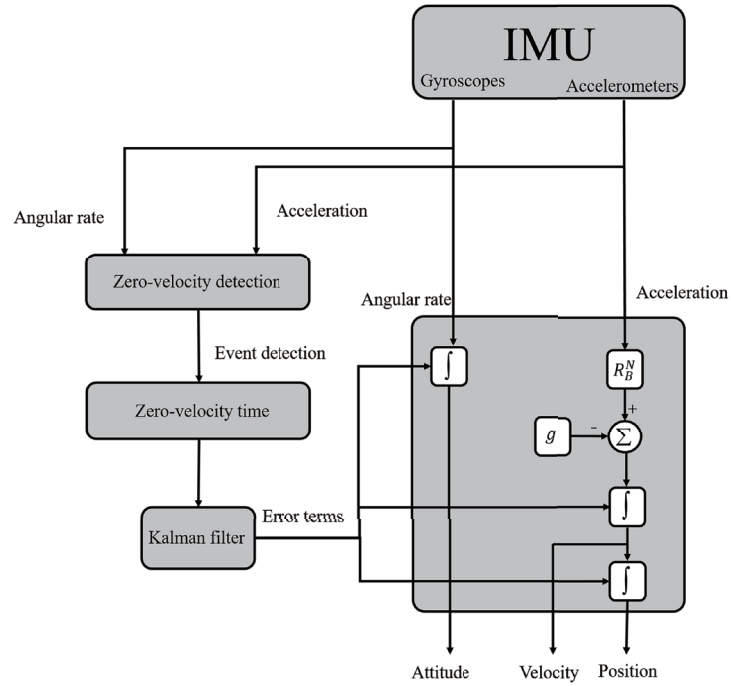 IMU
Gyroscopes
Accelerometers
Angular rate
Acceleration
Zero-velocity detection
Angular rate
Acceleration
Event detection
∫
R_B^N
+
Zero-velocity time
g
-
Σ
Error terms
∫
Kalman filter
∫
Attitude
Velocity
Position